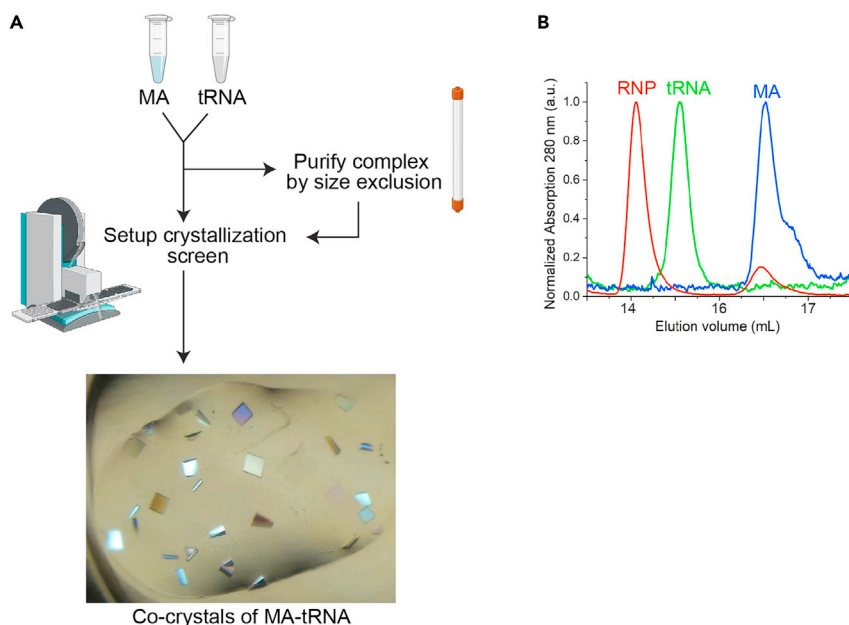 A
MA tRNA
Purify complex
by size exclusion
Setup crystallization
screen
Co-crystals of MA-tRNA
B
RNP tRNA MA
Normalized Absorption 280 nm (a.u.)
1.0
0.8
0.6
0.4
0.2
0.0
14 15 16 17
Elution volume (mL)